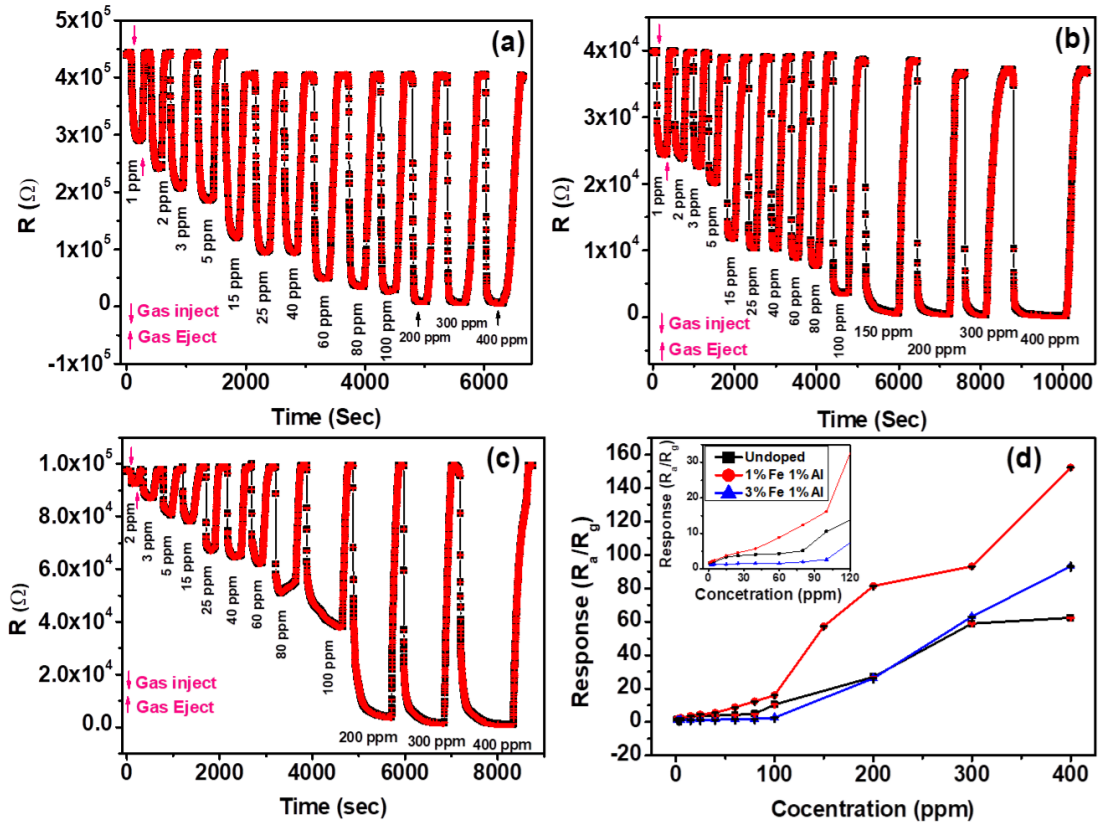 (a)
R (Ω)
5x10⁵
4x10⁵
3x10⁵
2x10⁵
1x10⁵
0
-1x10⁵
1 ppm
2 ppm
3 ppm
5 ppm
15 ppm
25 ppm
40 ppm
60 ppm
80 ppm
100 ppm
200 ppm
300 ppm
400 ppm
↓ Gas inject
↑ Gas Eject
0 2000 4000 6000
Time (Sec)
(b)
R (Ω)
4x10⁴
3x10⁴
2x10⁴
1x10⁴
0
1 ppm
2 ppm
3 ppm
5 ppm
15 ppm
25 ppm
40 ppm
60 ppm
80 ppm
100 ppm
150 ppm
200 ppm
300 ppm
400 ppm
↓ Gas inject
↑ Gas Eject
0 2000 4000 6000 8000 10000
Time (Sec)
(c)
R (Ω)
1.0x10⁵
8.0x10⁴
6.0x10⁴
4.0x10⁴
2.0x10⁴
0.0
2 ppm
3 ppm
5 ppm
15 ppm
25 ppm
40 ppm
60 ppm
80 ppm
100 ppm
200 ppm
300 ppm
400 ppm
↓ Gas inject
↑ Gas Eject
0 2000 4000 6000 8000
Time (sec)
(d)
Response (Rₐ/R_g)
160
140
120
100
80
60
40
20
0
-20
Undoped
1% Fe 1% Al
3% Fe 1% Al
Response (Rₐ/R_g)
30
20
10
0
0 20 40 60 80 100 120
Concetration (ppm)
0 100 200 300 400
Cocentration (ppm)